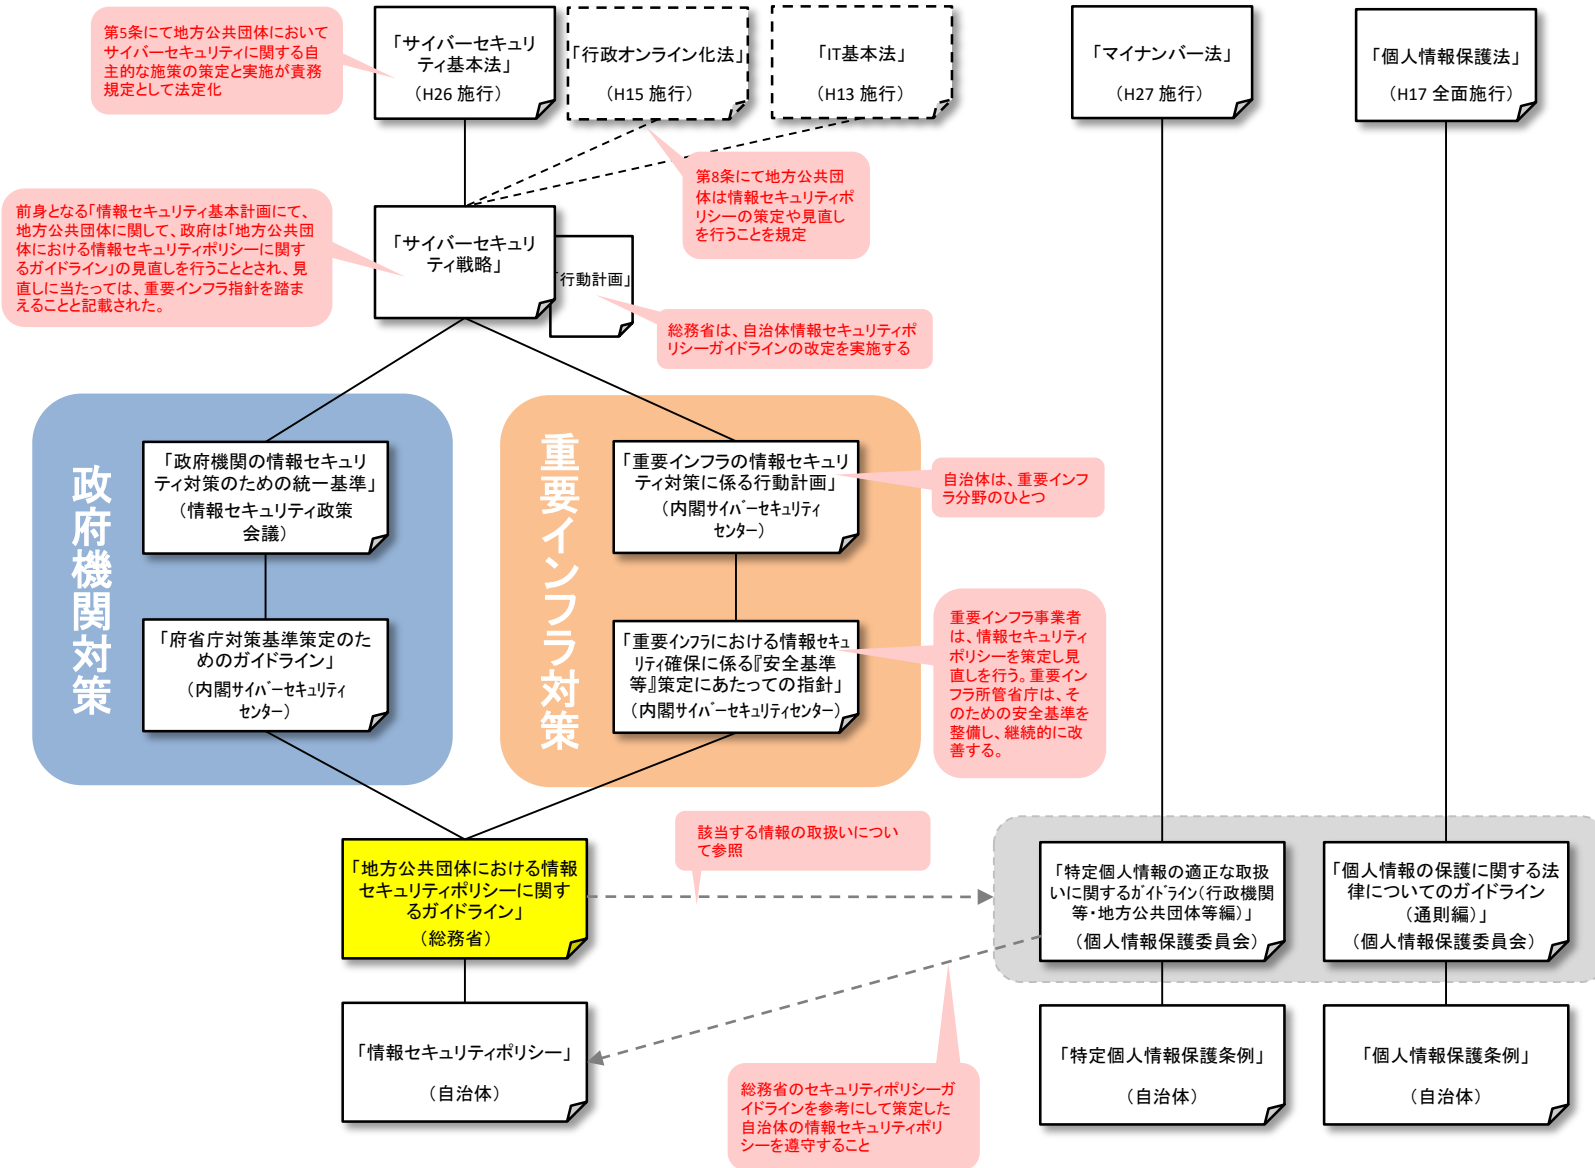 第5条にて地方公共団体において
サイバーセキュリティに関する自
主的な施策の策定と実施が責務
規定として法定化
「サイバーセキュリ
ティ基本法」
（H26 施行）
「行政オンライン化法」
（H15 施行）
「IT基本法」
（H13 施行）
「マイナンバー法」
（H27 施行）
「個人情報保護法」
（H17 全面施行）
第8条にて地方公共団
体は情報セキュリティポ
リシーの策定や見直し
を行うことを規定
前身となる「情報セキュリティ基本計画にて、
地方公共団体に関して、政府は「地方公共団
体における情報セキュリティポリシーに関す
るガイドライン」の見直しを行うこととされ、見
直しに当たっては、重要インフラ指針を踏ま
えることと記載された。
「サイバーセキュリ
ティ戦略」
「行動計画」
総務省は、自治体情報セキュリティポ
リシーガイドラインの改定を実施する
政府機関対策
「政府機関の情報セキュリ
ティ対策のための統一基準」
（情報セキュリティ政策
会議）
「府省庁対策基準策定のた
めのガイドライン」
（内閣サイバーセキュリティ
センター）
重要インフラ対策
「重要インフラの情報セキュリ
ティ対策に係る行動計画」
（内閣サイバーセキュリティ
センター）
自治体は、重要インフ
ラ分野のひとつ
「重要インフラにおける情報セキュ
リティ確保に係る『安全基準
等』策定にあたっての指針」
（内閣サイバーセキュリティセンター）
重要インフラ事業者
は、情報セキュリティ
ポリシーを策定し見
直しを行う。重要イン
フラ所管省庁は、そ
のための安全基準を
整備し、継続的に改
善する。
「地方公共団体における情報
セキュリティポリシーに関す
るガイドライン」
（総務省）
該当する情報の取扱いについ
て参照
「特定個人情報の適正な取扱
いに関するガイドライン（行政機関
等・地方公共団体等編）」
（個人情報保護委員会）
「個人情報の保護に関する法
律についてのガイドライン
（通則編）」
（個人情報保護委員会）
「情報セキュリティポリシー」
（自治体）
総務省のセキュリティポリシーガ
イドラインを参考にして策定した
自治体の情報セキュリティポリ
シーを遵守すること
「特定個人情報保護条例」
（自治体）
「個人情報保護条例」
（自治体）